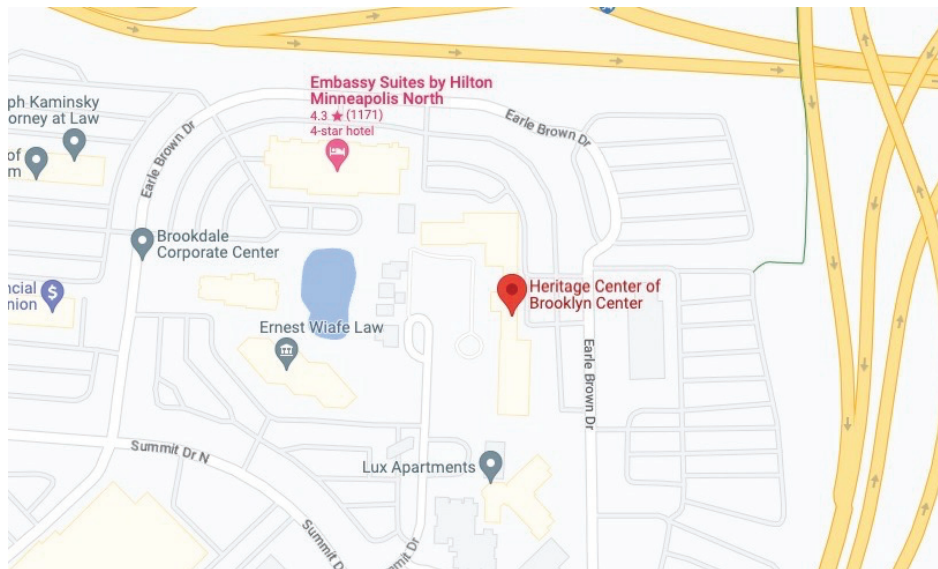 Embassy Suites by Hilton
Minneapolis North
4.3 ★ (1171)
4-star hotel
ph Kaminsky
orney at Law
of
m
Earle Brown Dr
Earle Brown Dr
Brookdale
Corporate Center
ncial
nion
$
Heritage Center of
Brooklyn Center
Ernest Wiafe Law
Earle Brown Dr
Summit Dr N
Lux Apartments
Summit D
mmit Dr